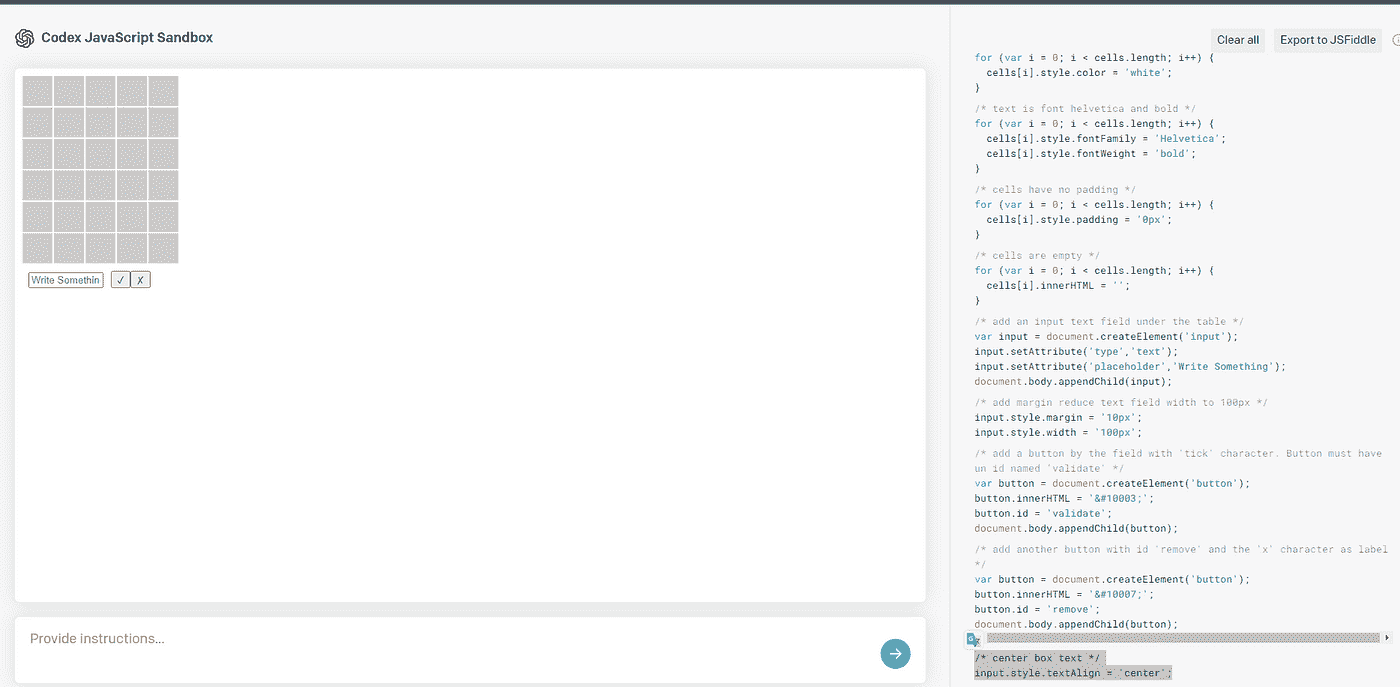 Codex JavaScript Sandbox
Write Somethin
✓
✗
Provide instructions...
Clear all
Export to JSFiddle
for (var i = 0; i < cells.length; i++) {
cells[i].style.color = 'white';
}
/* text is font helvetica and bold */
for (var i = 0; i < cells.length; i++) {
cells[i].style.fontFamily = 'Helvetica';
cells[i].style.fontWeight = 'bold';
}
/* cells have no padding */
for (var i = 0; i < cells.length; i++) {
cells[i].style.padding = '0px';
}
/* cells are empty */
for (var i = 0; i < cells.length; i++) {
cells[i].innerHTML = '';
}
/* add an input text field under the table */
var input = document.createElement('input');
input.setAttribute('type','text');
input.setAttribute('placeholder','Write Something');
document.body.appendChild(input);
/* add margin reduce text field width to 100px */
input.style.margin = '10px';
input.style.width = '100px';
/* add a button by the field with `tick` character. Button must have
un id named `validate` */
var button = document.createElement('button');
button.innerHTML = '&#10003;';
button.id = 'validate';
document.body.appendChild(button);
/* add another button with id `remove` and the `x` character as label
*/
var button = document.createElement('button');
button.innerHTML = '&#10007;';
button.id = 'remove';
document.body.appendChild(button);
/* center box text */
input.style.textAlign = 'center';